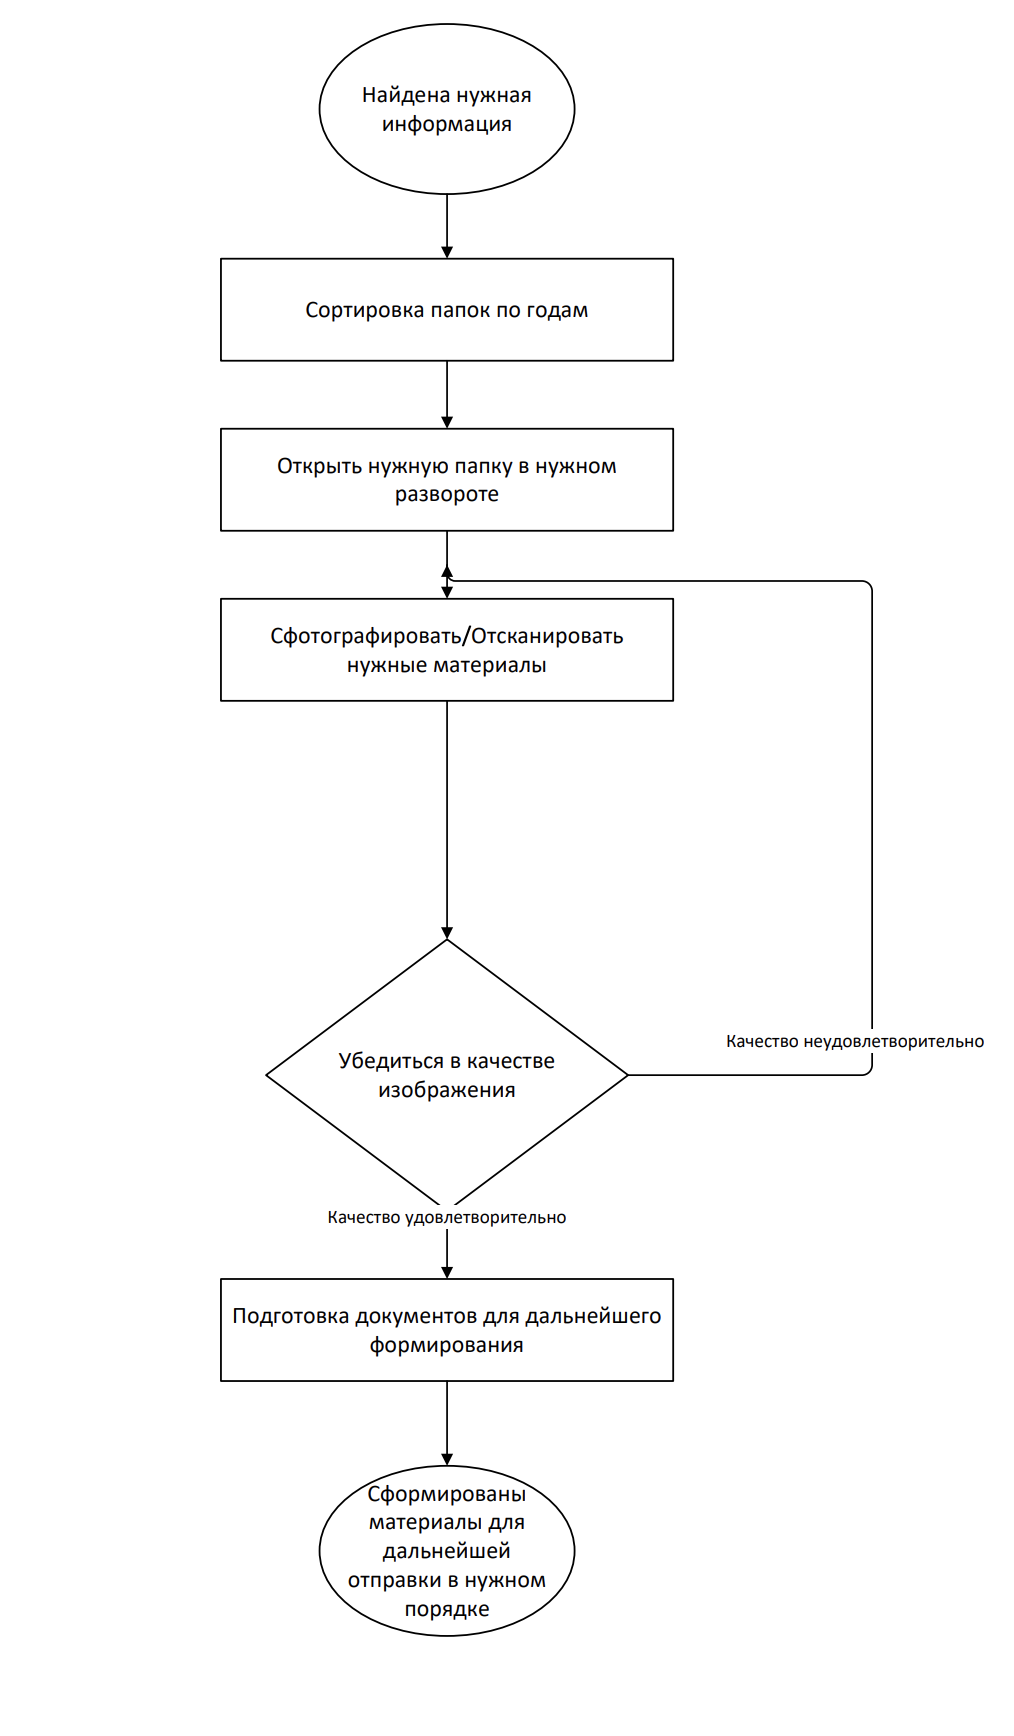 Найдена нужная
информация
Сортировка папок по годам
Открыть нужную папку в нужном
развороте
Сфотографировать/Отсканировать
нужные материалы
Убедиться в качестве
изображения
Качество неудовлетворительно
Качество удовлетворительно
Подготовка документов для дальнейшего
формирования
Сформированы
материалы для
дальнейшей
отправки в нужном
порядке